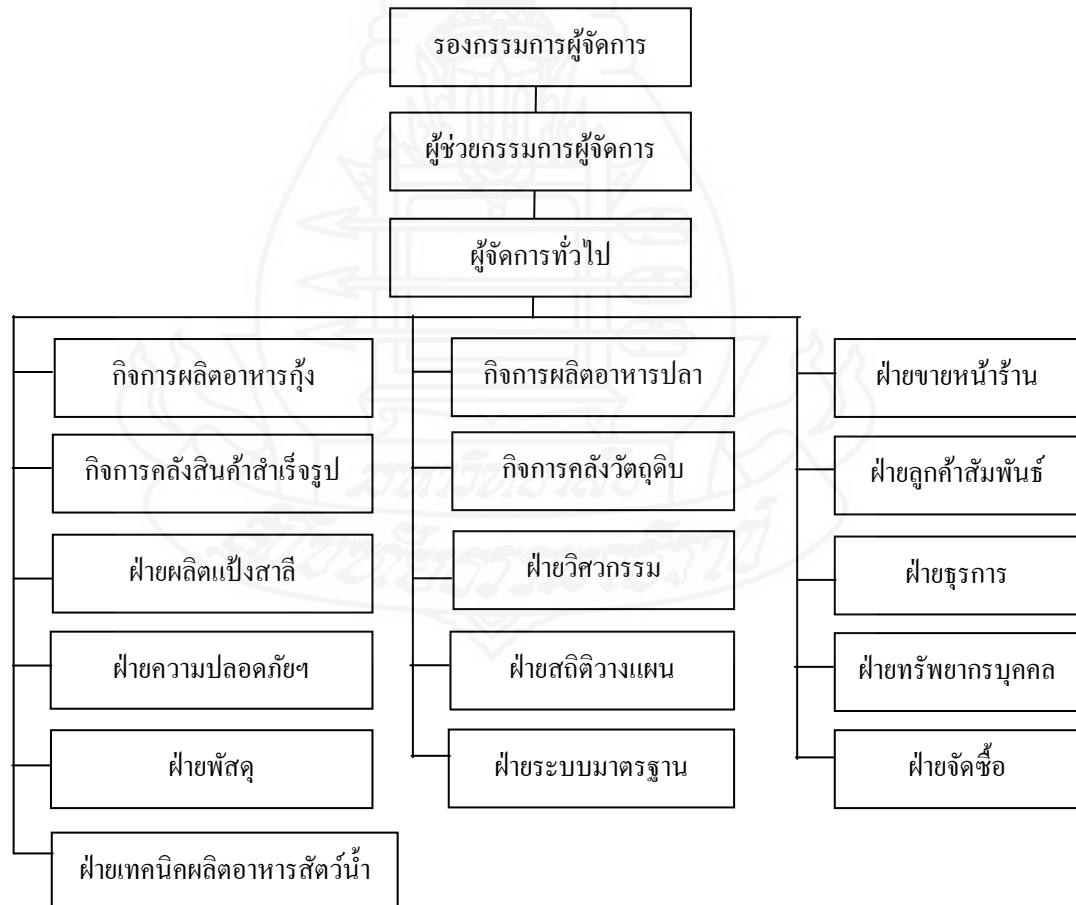 รองกรรมการผู้จัดการ
ผู้ช่วยกรรมการผู้จัดการ
ผู้จัดการทั่วไป
กิจการผลิตอาหารกุ้ง
กิจการผลิตอาหารปลา
ฝ่ายขายหน้าร้าน
กิจการคลังสินค้าสำเร็จรูป
กิจการคลังวัตถุดิบ
ฝ่ายลูกค้าสัมพันธ์
ฝ่ายผลิตแป้งสาลี
ฝ่ายวิศวกรรม
ฝ่ายธุรการ
ฝ่ายความปลอดภัยฯ
ฝ่ายสถิติวางแผน
ฝ่ายทรัพยากรบุคคล
ฝ่ายพัสดุ
ฝ่ายระบบมาตรฐาน
ฝ่ายจัดซื้อ
ฝ่ายเทคนิคผลิตอาหารสัตว์น้ำ